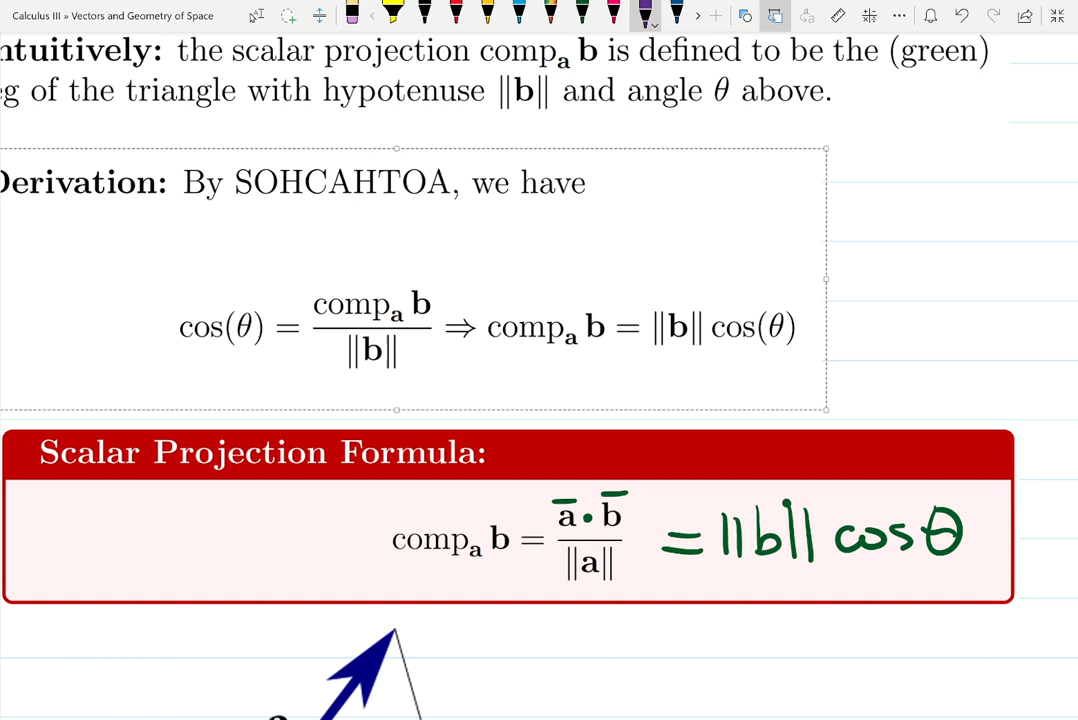 Calculus III » Vectors and Geometry of Space
ntuitively: the scalar projection compₐ b is defined to be the (green)
eg of the triangle with hypotenuse ‖b‖ and angle θ above.
Derivation: By SOHCAHTOA, we have
cos(θ) = compₐ b / ‖b‖ ⇒ compₐ b = ‖b‖ cos(θ)
Scalar Projection Formula:
compₐ b = a̅ · b̅ / ‖a‖ = ||b|| cos θ